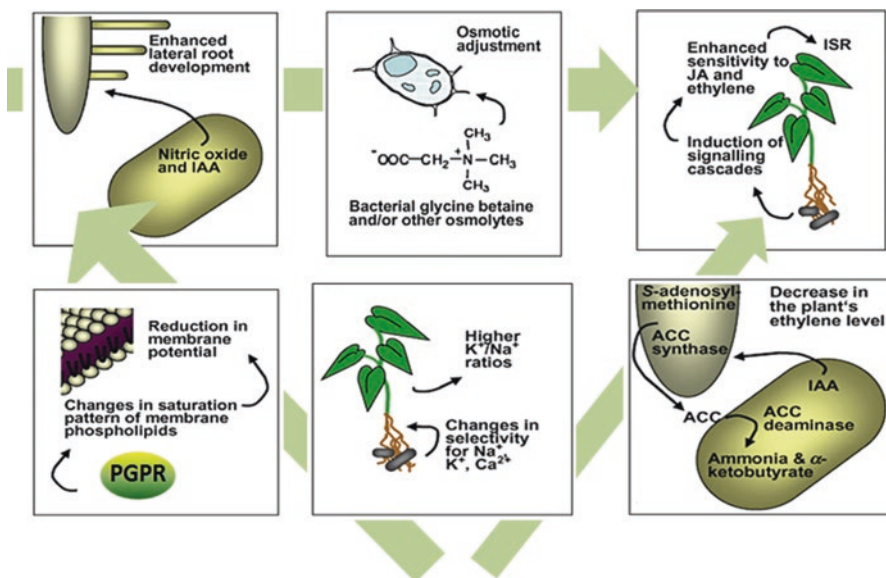 Enhanced
lateral root
development
Nitric oxide
and IAA
Osmotic
adjustment
CH₃
⁻OOC—CH₂—N⁺—CH₃
CH₃
Bacterial glycine betaine
and/or other osmolytes
Enhanced
sensitivity to
JA and
ethylene
ISR
Induction of
signalling
cascades
Reduction in
membrane
potential
Changes in saturation
pattern of membrane
phospholipids
PGPR
Higher
K⁺/Na⁺
ratios
Changes in
selectivity
for Na⁺
K⁺, Ca²⁺
S-adenosyl-
methionine
ACC
synthase
Decrease in
the plant's
ethylene level
IAA
ACC
ACC
deaminase
Ammonia & α-
ketobutyrate